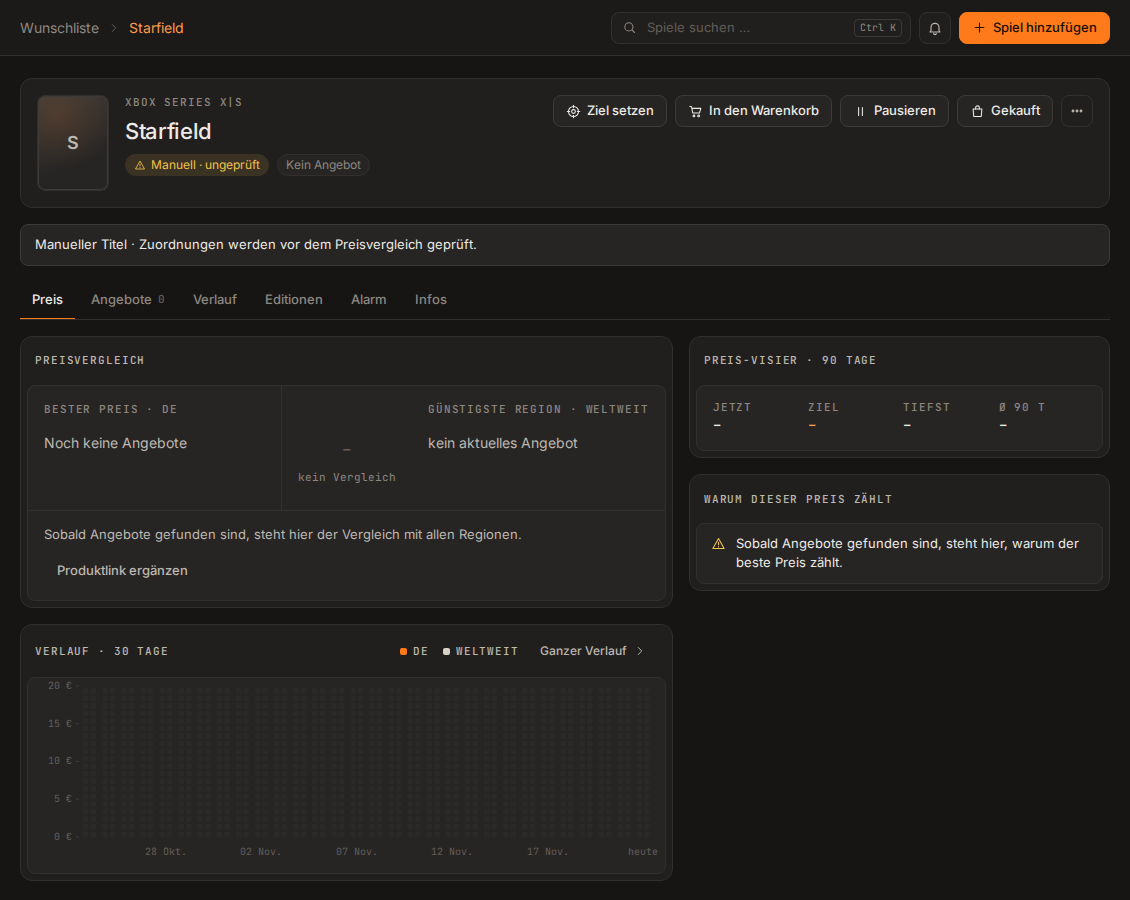 Wunschliste > Starfield
Spiele suchen ...
Ctrl K
Spiel hinzufügen
XBOX SERIES X|S
Ziel setzen
In den Warenkorb
Pausieren
Gekauft
S
Starfield
Manuell · ungeprüft
Kein Angebot
Manueller Titel · Zuordnungen werden vor dem Preisvergleich geprüft.
Preis
Angebote 0
Verlauf
Editionen
Alarm
Infos
PREISVERGLEICH
BESTER PREIS · DE
Noch keine Angebote
–
kein Vergleich
GÜNSTIGSTE REGION · WELTWEIT
kein aktuelles Angebot
Sobald Angebote gefunden sind, steht hier der Vergleich mit allen Regionen.
Produktlink ergänzen
PREIS-VISIER · 90 TAGE
JETZT
–
ZIEL
–
TIEFST
–
Ø 90 T
–
WARUM DIESER PREIS ZÄHLT
Sobald Angebote gefunden sind, steht hier, warum der
beste Preis zählt.
VERLAUF · 30 TAGE
DE
WELTWEIT
Ganzer Verlauf
20 €
15 €
10 €
5 €
0 €
28 Okt.
02 Nov.
07 Nov.
12 Nov.
17 Nov.
heute